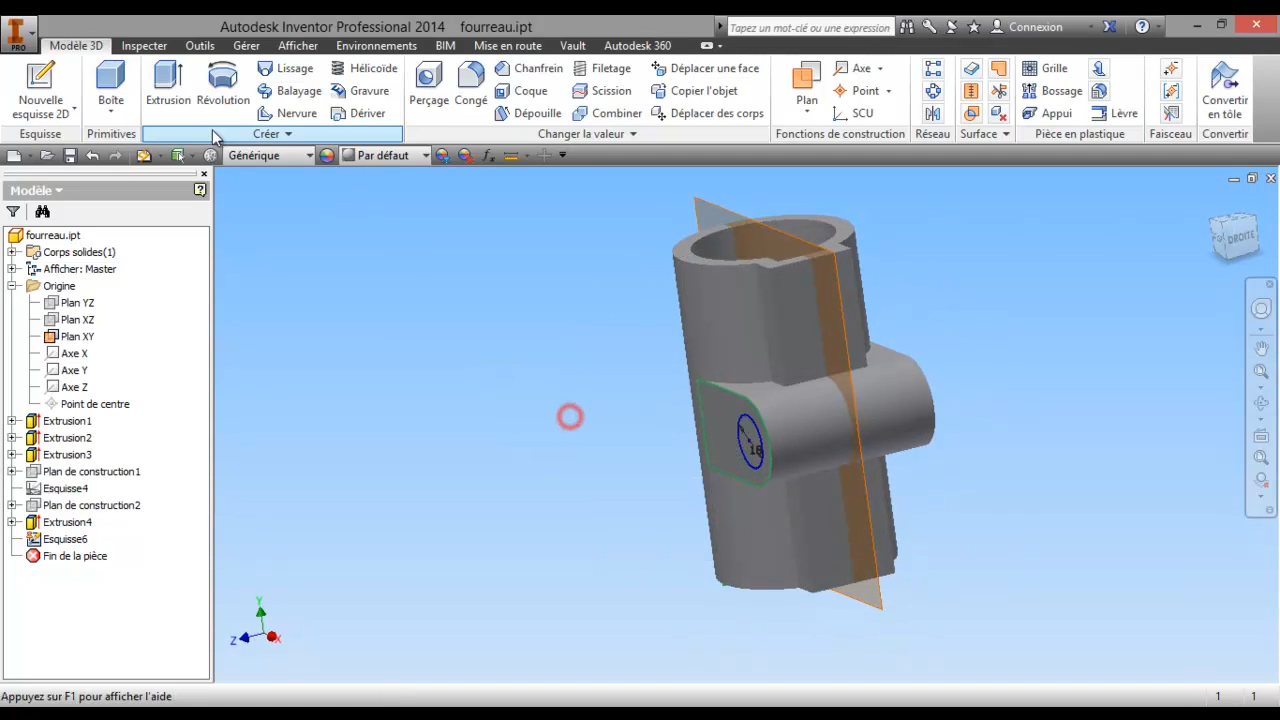 Autodesk Inventor Professional 2014 fourreau.ipt
Tapez un mot-clé ou une expression
Connexion
PRO
Modèle 3D Inspecter Outils Gérer Afficher Environnements BIM Mise en route Vault Autodesk 360
Nouvelle esquisse 2D
Boîte
Extrusion
Révolution
Lissage
Balayage
Nervure
Hélicoïde
Gravure
Dériver
Perçage
Congé
Chanfrein
Coque
Dépouille
Filetage
Scission
Combiner
Déplacer une face
Copier l'objet
Déplacer des corps
Plan
Axe
Point
SCU
Grille
Bossage
Appui
Lèvre
Convertir en tôle
Esquisse Primitives Créer Changer la valeur Fonctions de construction Réseau Surface Pièce en plastique Faisceau Convertir
Générique Par défaut
Modèle
fourreau.ipt
Corps solides(1)
Afficher: Master
Origine
Plan YZ
Plan XZ
Plan XY
Axe X
Axe Y
Axe Z
Point de centre
Extrusion1
Extrusion2
Extrusion3
Plan de construction1
Esquisse4
Plan de construction2
Extrusion4
Esquisse6
Fin de la pièce
DROITE
Y
Z
X
Appuyez sur F1 pour afficher l'aide
1 1